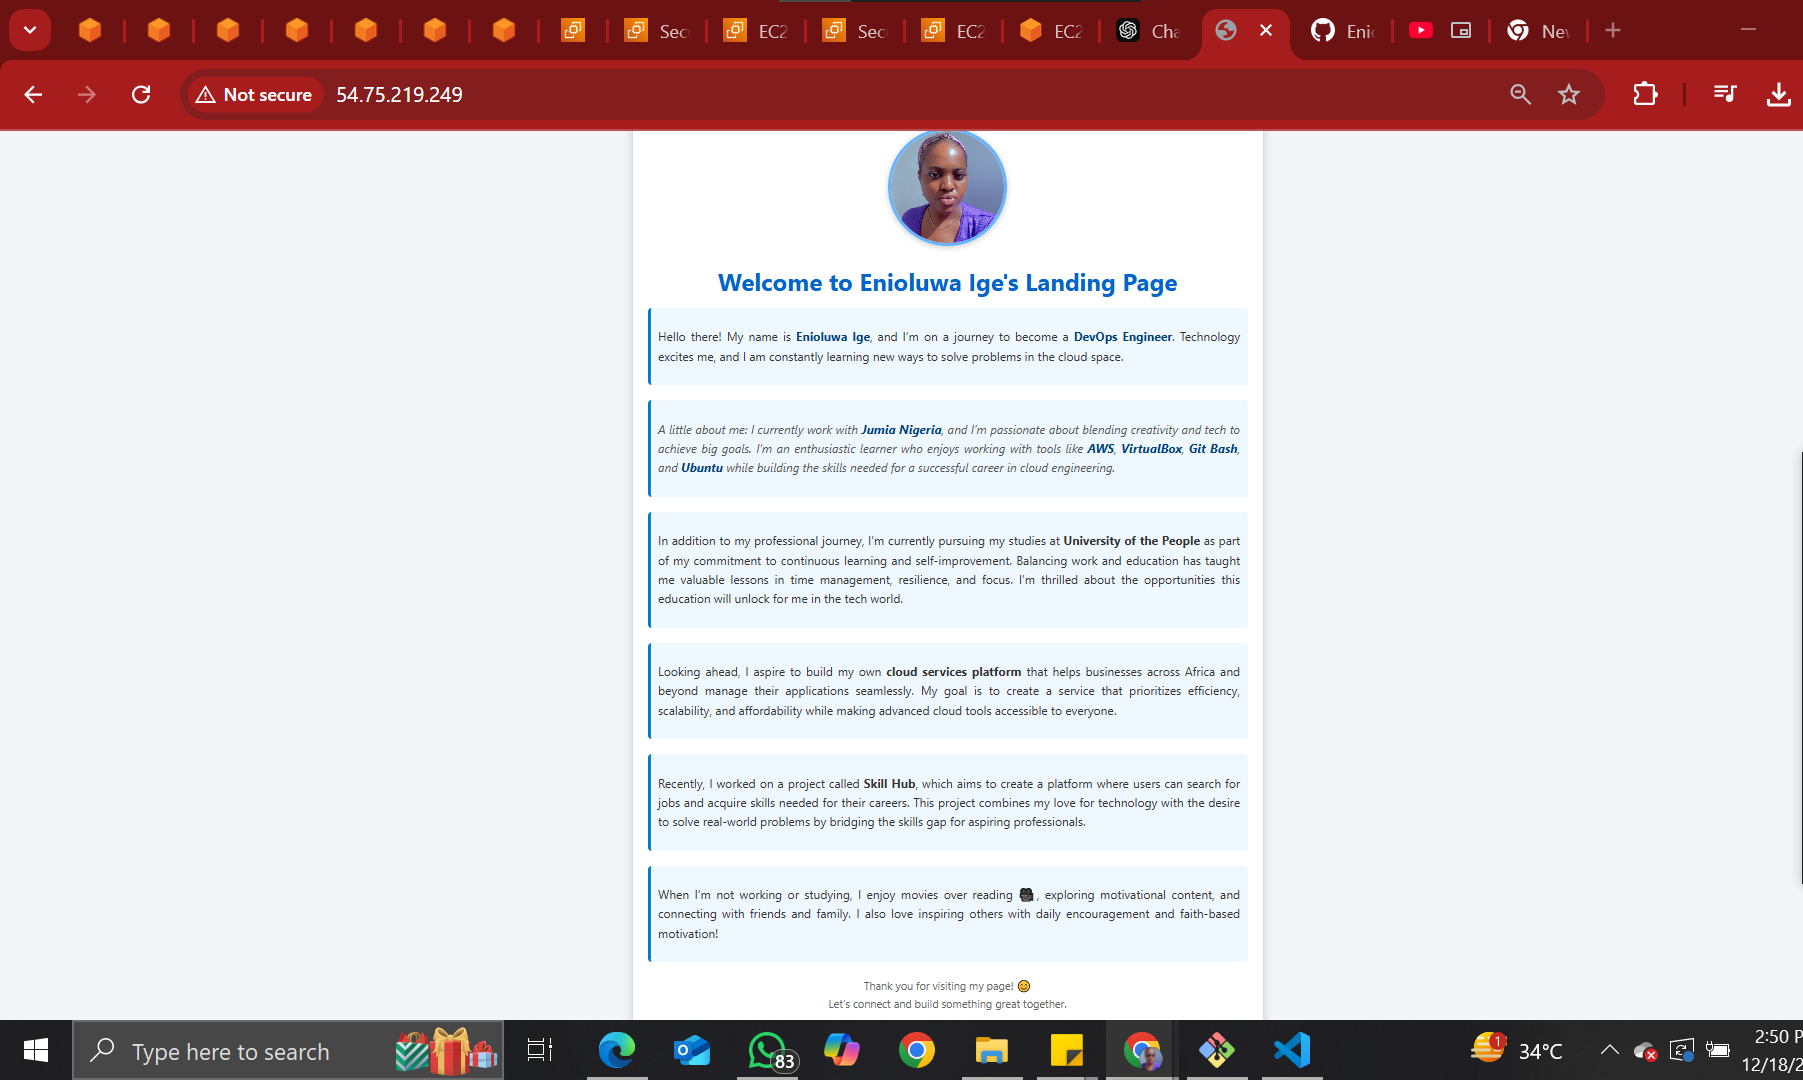 Sec
EC2
Sec
EC2
EC2
Cha
Enio
New
Not secure
54.75.219.249
Welcome to Enioluwa Ige's Landing Page
Hello there! My name is Enioluwa Ige, and I'm on a journey to become a DevOps Engineer. Technology
excites me, and I am constantly learning new ways to solve problems in the cloud space.
A little about me: I currently work with Jumia Nigeria, and I'm passionate about blending creativity and tech to
achieve big goals. I'm an enthusiastic learner who enjoys working with tools like AWS, VirtualBox, Git Bash,
and Ubuntu while building the skills needed for a successful career in cloud engineering.
In addition to my professional journey, I'm currently pursuing my studies at University of the People as part
of my commitment to continuous learning and self-improvement. Balancing work and education has taught
me valuable lessons in time management, resilience, and focus. I'm thrilled about the opportunities this
education will unlock for me in the tech world.
Looking ahead, I aspire to build my own cloud services platform that helps businesses across Africa and
beyond manage their applications seamlessly. My goal is to create a service that prioritizes efficiency,
scalability, and affordability while making advanced cloud tools accessible to everyone.
Recently, I worked on a project called Skill Hub, which aims to create a platform where users can search for
jobs and acquire skills needed for their careers. This project combines my love for technology with the desire
to solve real-world problems by bridging the skills gap for aspiring professionals.
When I'm not working or studying, I enjoy movies over reading 🎥, exploring motivational content, and
connecting with friends and family. I also love inspiring others with daily encouragement and faith-based
motivation!
Thank you for visiting my page! 😊
Let's connect and build something great together.
Type here to search
83
1
34°C
2:50 P
12/18/2